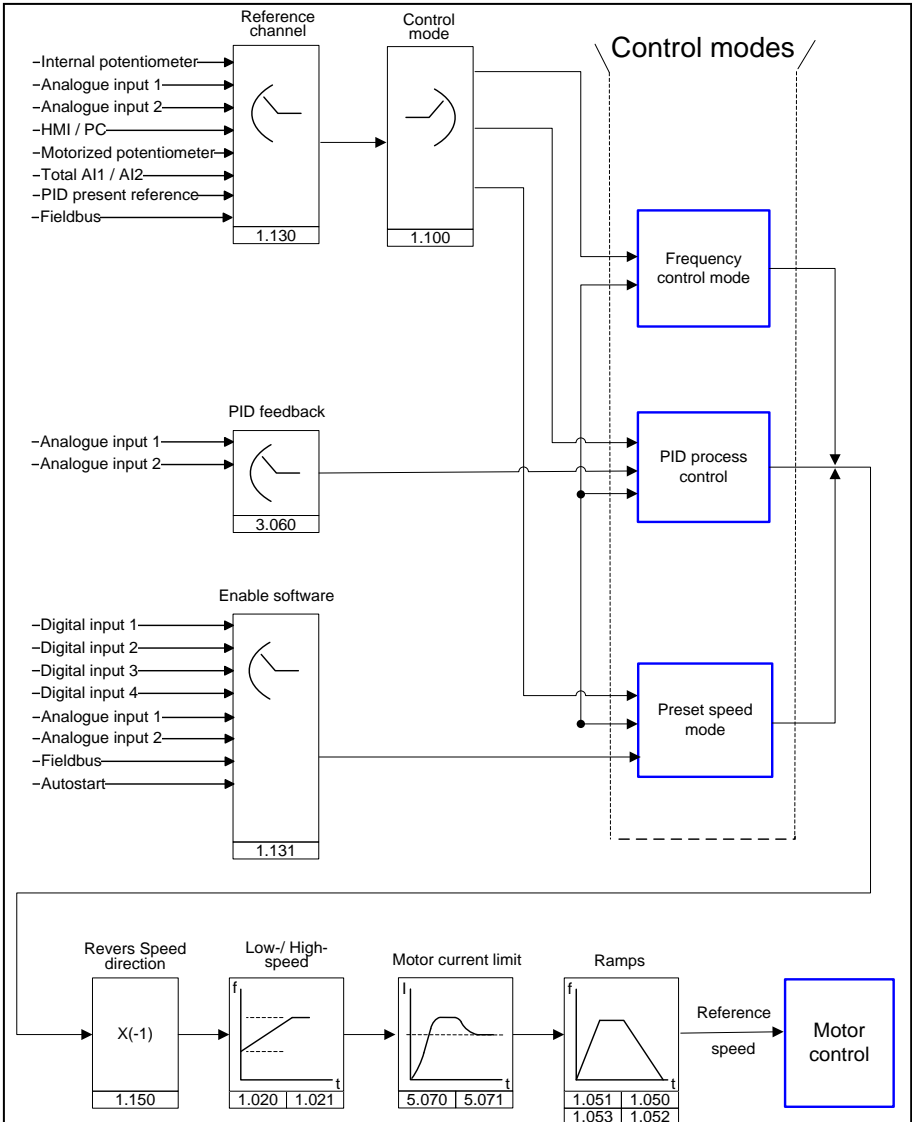 Reference
channel
Control
mode
Control modes
Internal potentiometer
Analogue input 1
Analogue input 2
HMI / PC
Motorized potentiometer
Total AI1 / AI2
PID present reference
Fieldbus
1.130
1.100
Frequency
control mode
PID feedback
Analogue input 1
Analogue input 2
3.060
PID process
control
Enable software
Digital input 1
Digital input 2
Digital input 3
Digital input 4
Analogue input 1
Analogue input 2
Fieldbus
Autostart
1.131
Preset speed
mode
Revers Speed
direction
X(-1)
1.150
Low-/ High-
speed
f
t
1.020 1.021
Motor current limit
I
t
5.070 5.071
Ramps
f
t
1.051 1.050
1.053 1.052
Reference
speed
Motor
control